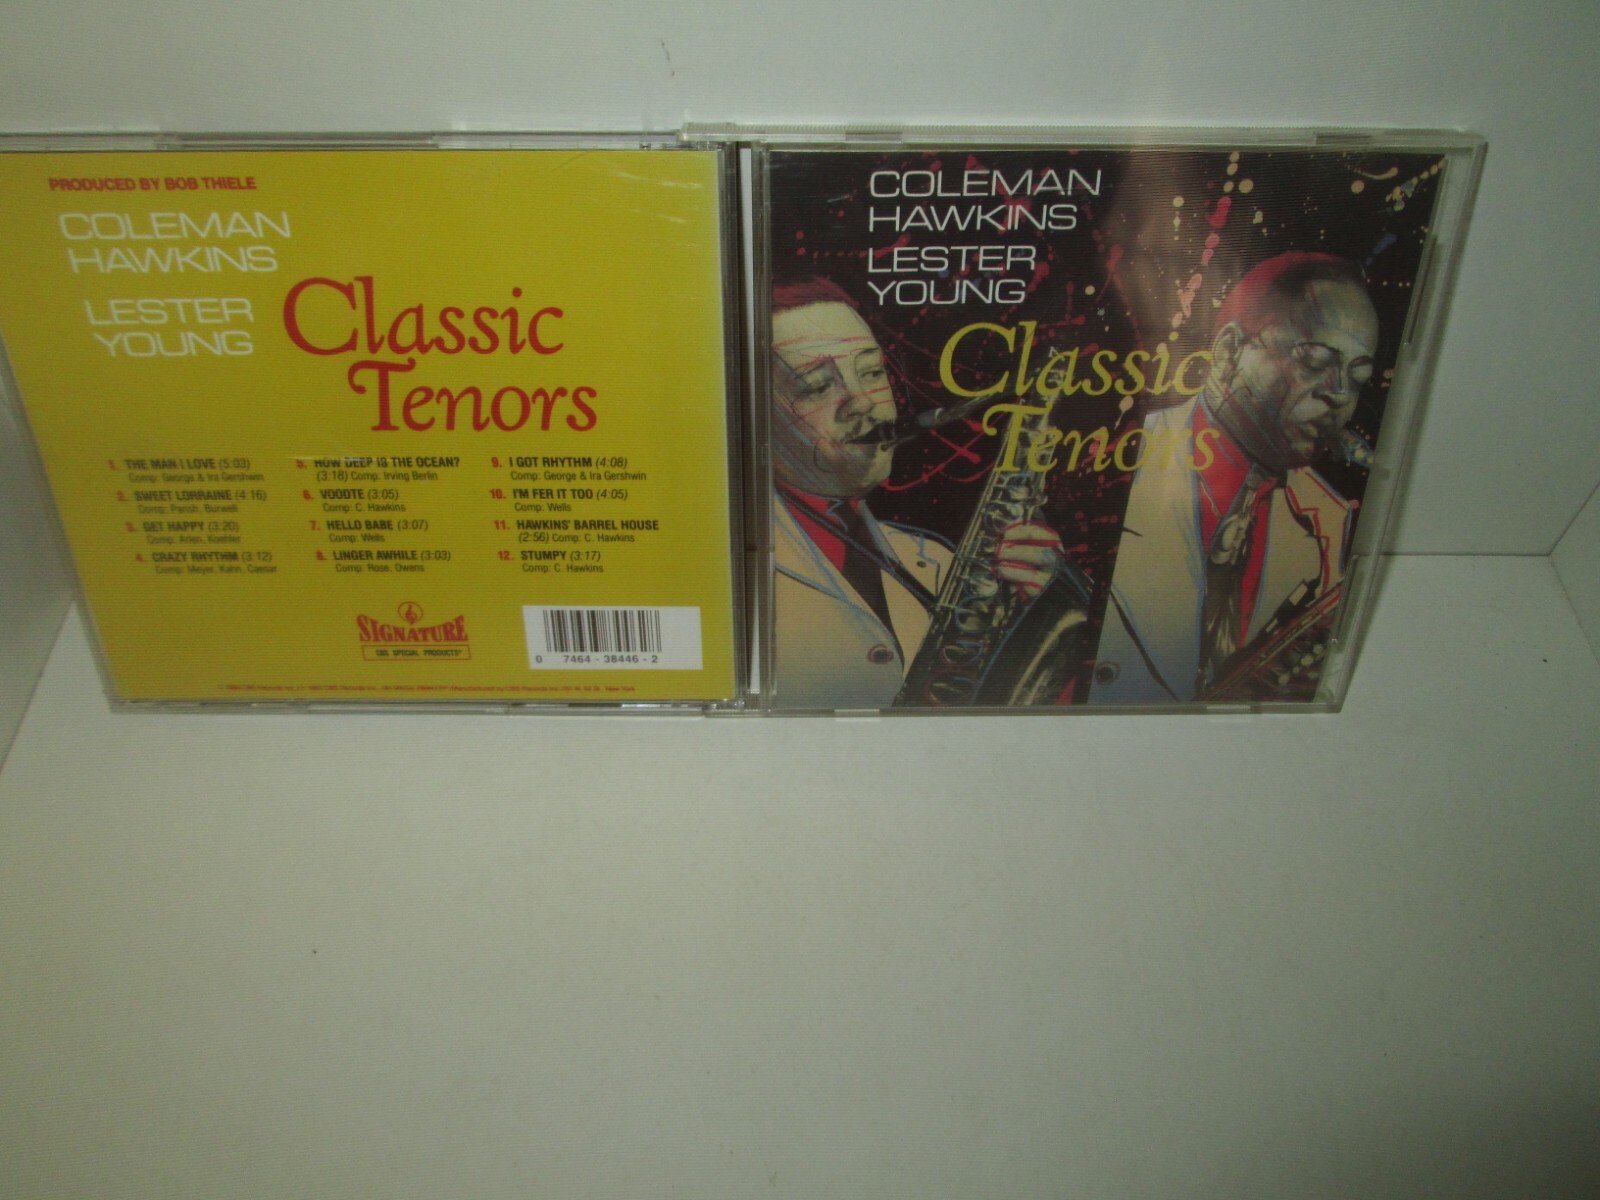 PRODUCED BY BOB THIELE
COLEMAN
HAWKINS
LESTER
YOUNG
Classic
Tenors
1. THE MAN I LOVE (5:03)
Comp: George & Ira Gershwin
2. SWEET LORRAINE (4:16)
Comp: Parish, Burwell
3. GET HAPPY (3:20)
Comp: Arlen, Koehler
4. CRAZY RHYTHM (3:12)
Comp: Meyer, Kahn, Caesar
5. HOW DEEP IS THE OCEAN?
(3:18) Comp: Irving Berlin
6. VOODTE (3:05)
Comp: C. Hawkins
7. HELLO BABE (3:07)
Comp: Wells
8. LINGER AWHILE (3:03)
Comp: Rose, Owens
9. I GOT RHYTHM (4:08)
Comp: George & Ira Gershwin
10. I'M FER IT TOO (4:05)
Comp: Wells
11. HAWKINS' BARREL HOUSE
(2:56) Comp: C. Hawkins
12. STUMPY (3:17)
Comp: C. Hawkins
SIGNATURE
CBS SPECIAL PRODUCTS
0 7464-38446-2
COLEMAN
HAWKINS
LESTER
YOUNG
Classic
Tenors